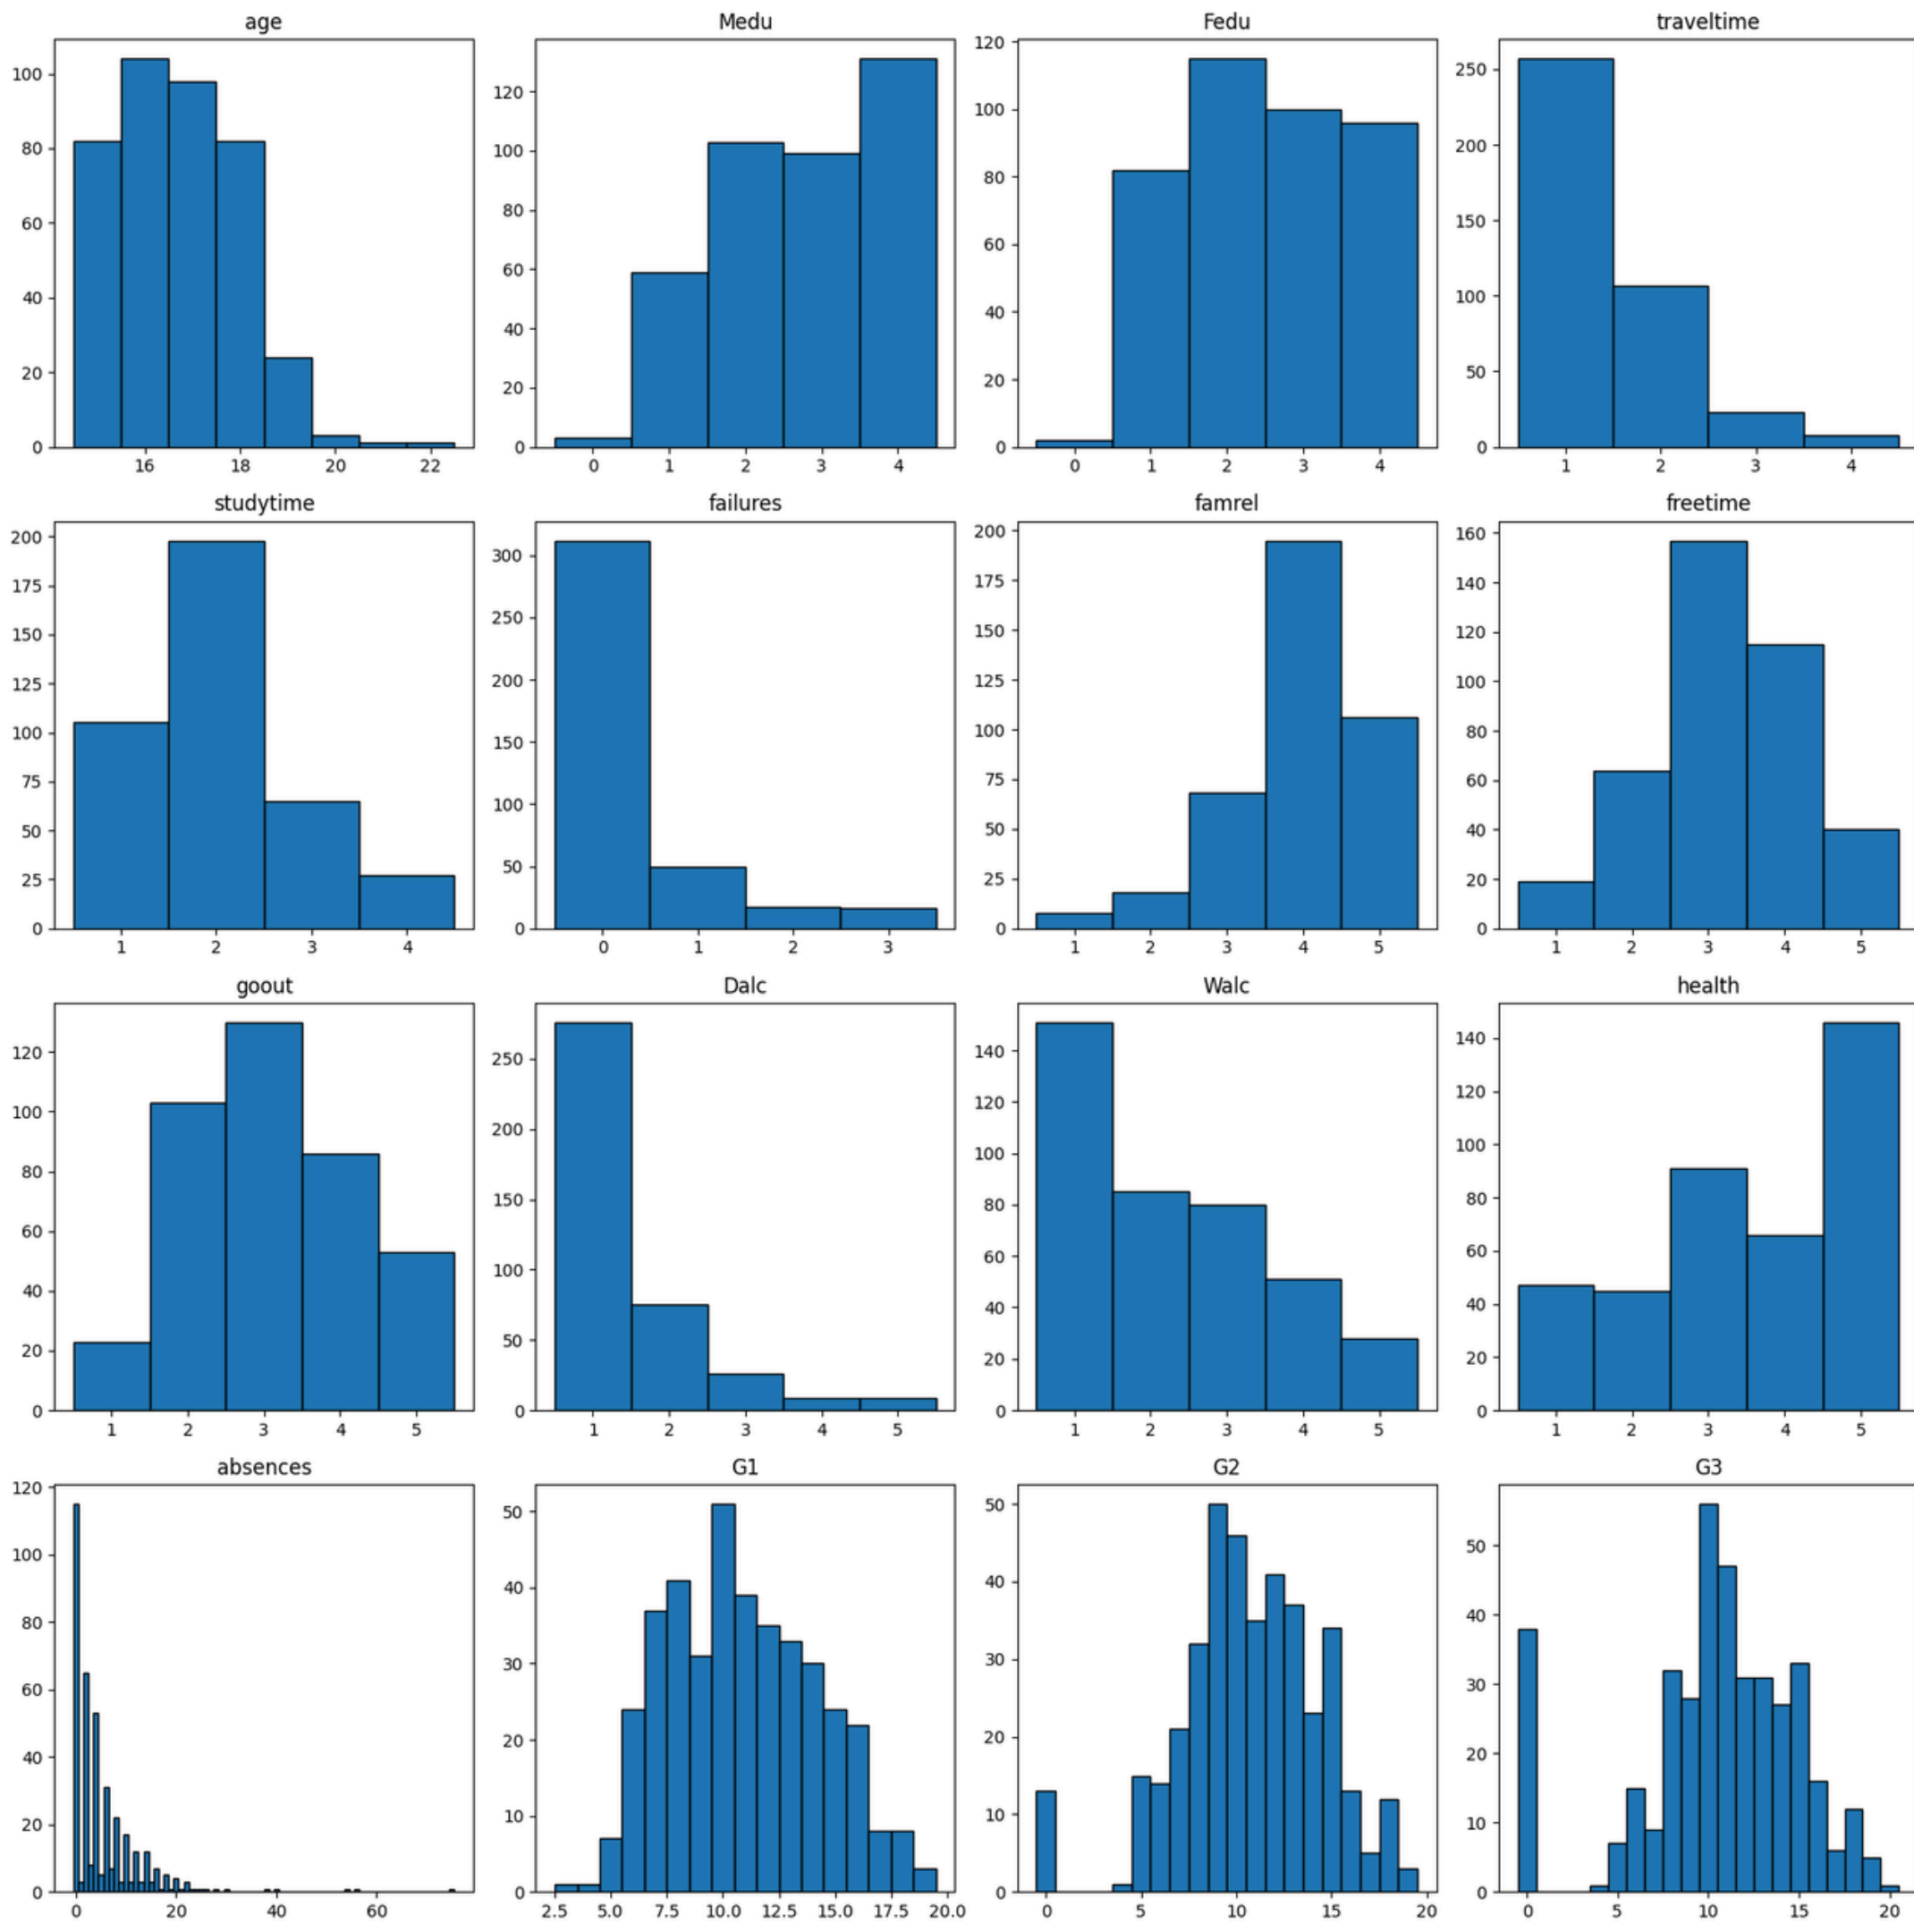 age Medu Fedu traveltime
100 80 60 40 20 0
120 100 80 60 40 20 0
120 100 80 60 40 20 0
250 200 150 100 50 0
16 18 20 22
0 1 2 3 4
0 1 2 3 4
1 2 3 4
studytime failures famrel freetime
200 175 150 125 100 75 50 25 0
300 250 200 150 100 50 0
200 175 150 125 100 75 50 25 0
160 140 120 100 80 60 40 20 0
1 2 3 4
0 1 2 3
1 2 3 4 5
1 2 3 4 5
goout Dalc Walc health
120 100 80 60 40 20 0
250 200 150 100 50 0
140 120 100 80 60 40 20 0
140 120 100 80 60 40 20 0
1 2 3 4 5
1 2 3 4 5
1 2 3 4 5
1 2 3 4 5
absences G1 G2 G3
120 100 80 60 40 20 0
50 40 30 20 10 0
50 40 30 20 10 0
50 40 30 20 10 0
0 20 40 60
2.5 5.0 7.5 10.0 12.5 15.0 17.5 20.0
0 5 10 15 20
0 5 10 15 20